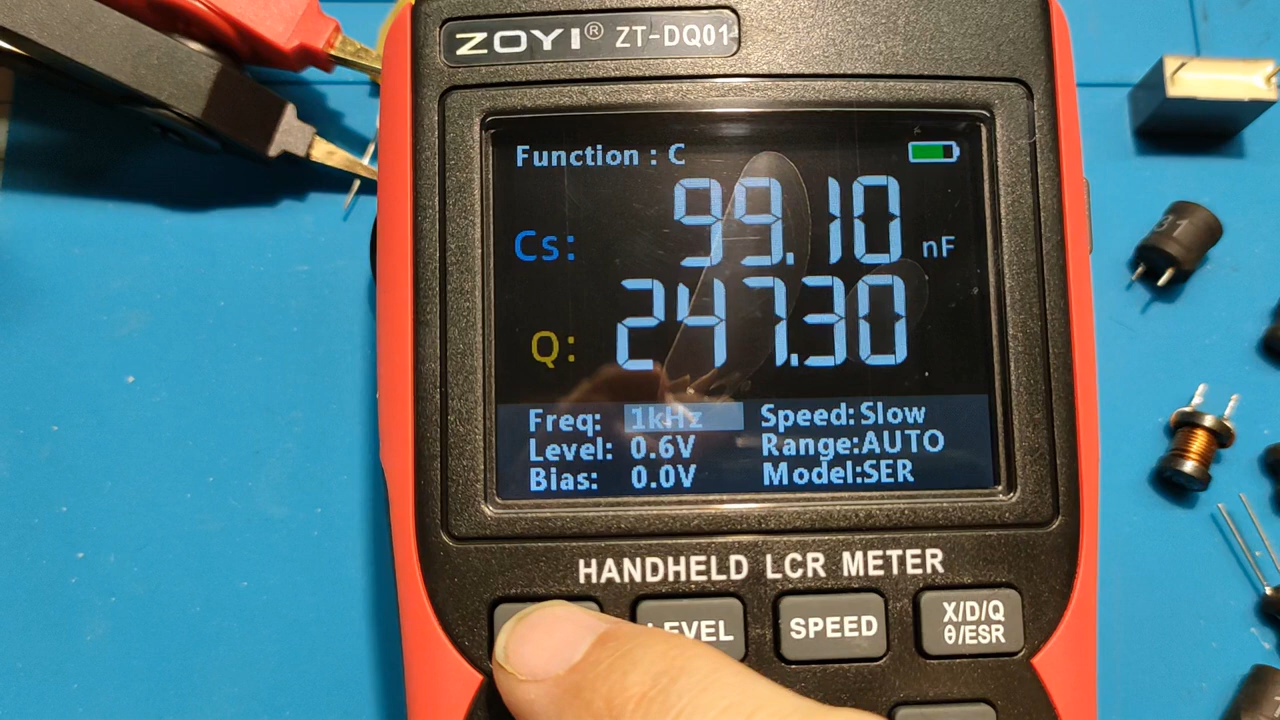 ZOYI® ZT-DQ01
Function : C
Cs: 99.10 nF
Q: 247.30
Freq: 1kHz Speed: Slow
Level: 0.6V Range:AUTO
Bias: 0.0V Model:SER
HANDHELD LCR METER
LEVEL SPEED X/D/Q
θ/ESR